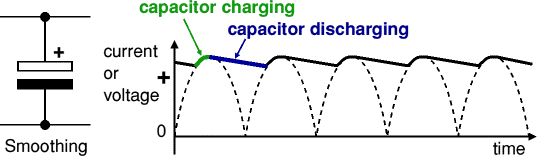 capacitor charging
capacitor discharging
+
current
or
voltage
+
0
time
Smoothing